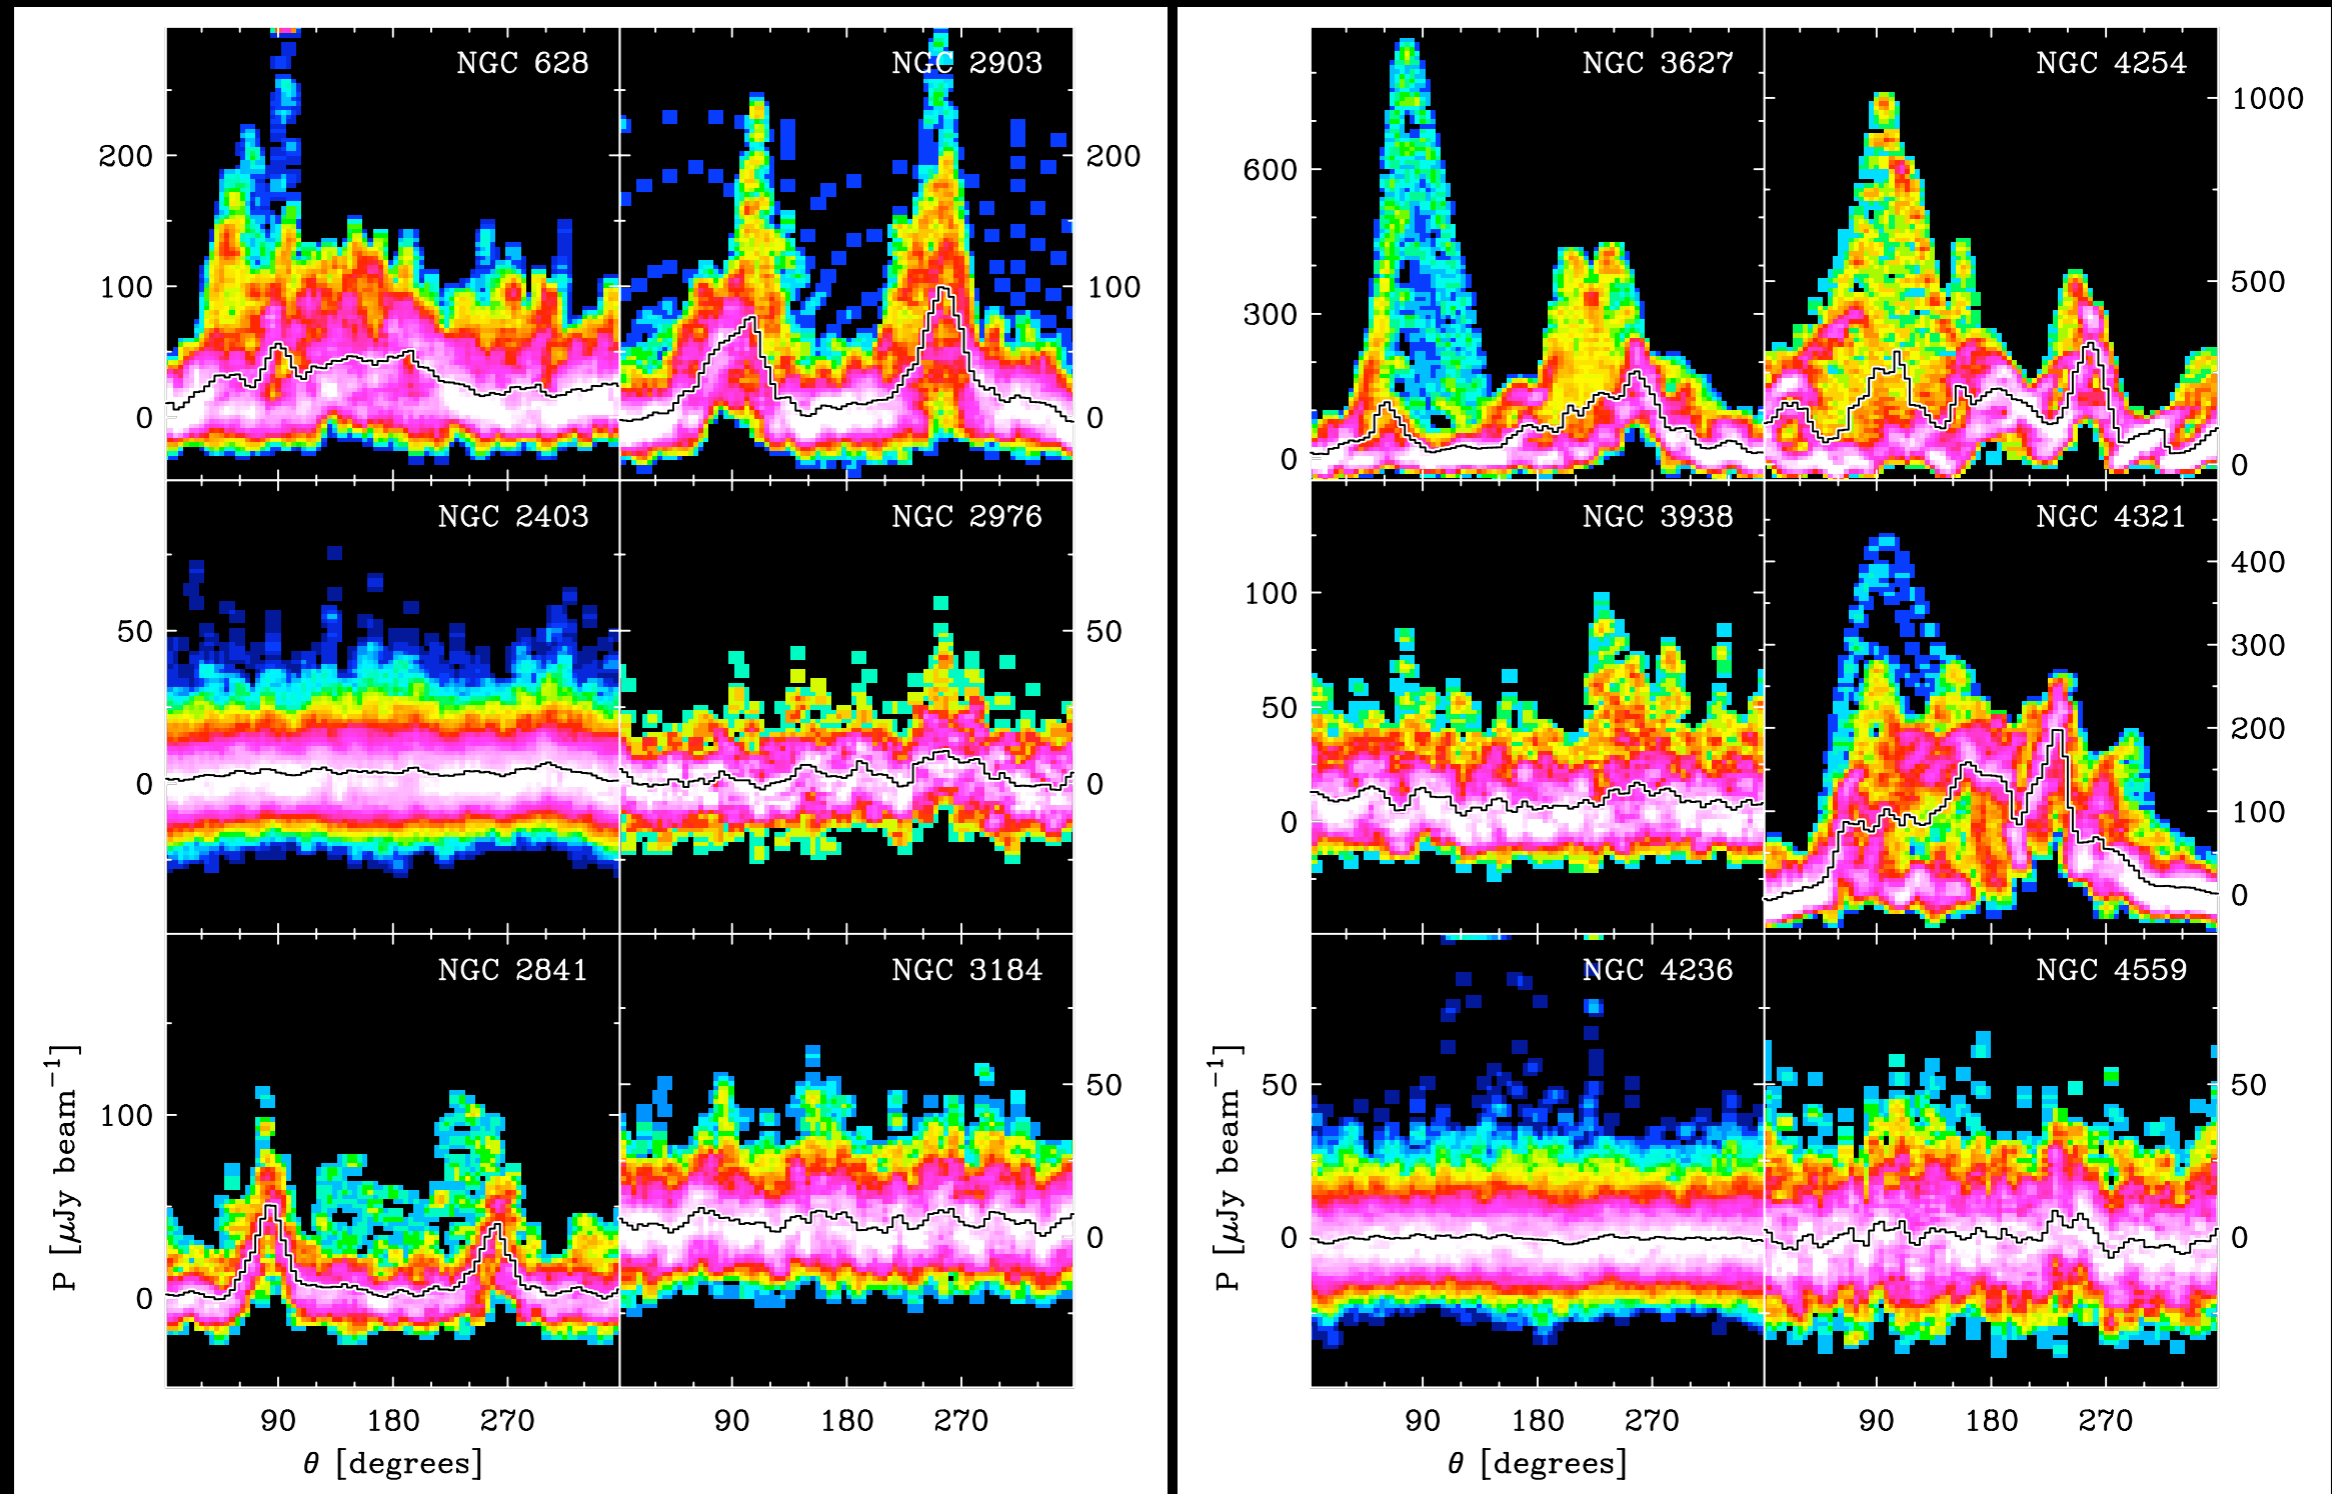 NGC 628
NGC 2903
200
100
0
200
100
0
NGC 2403
NGC 2976
50
0
50
0
NGC 2841
NGC 3184
100
0
50
0
P [μJy beam⁻¹]
90 180 270
90 180 270
θ [degrees]
NGC 3627
NGC 4254
600
300
0
1000
500
0
NGC 3938
NGC 4321
100
50
0
400
300
200
100
0
NGC 4236
NGC 4559
50
0
50
0
P [μJy beam⁻¹]
90 180 270
90 180 270
θ [degrees]